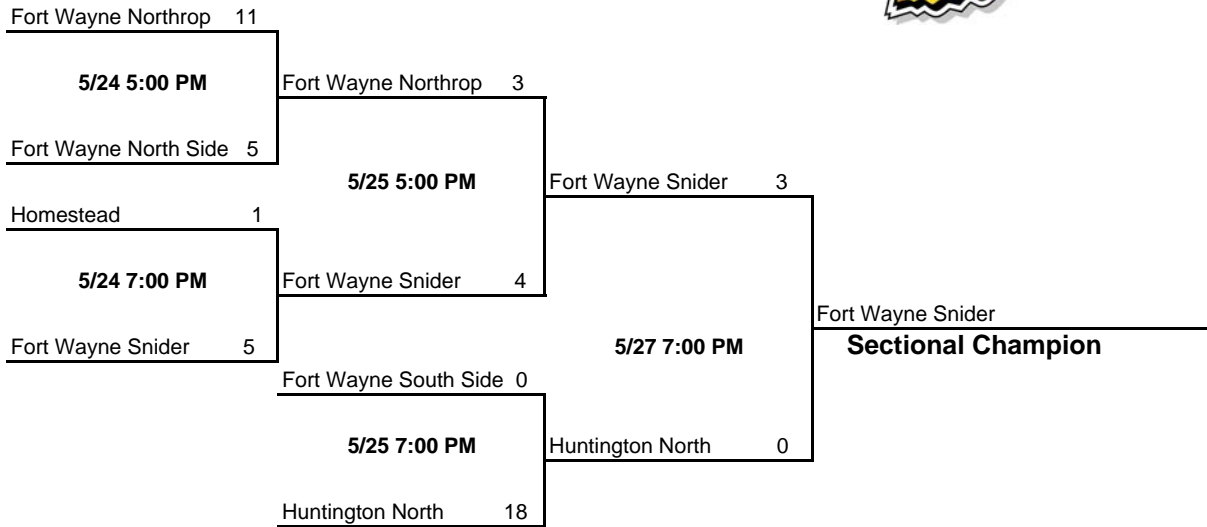 Fort Wayne Northrop 11
5/24 5:00 PM
Fort Wayne Northrop 3
Fort Wayne North Side 5
5/25 5:00 PM
Fort Wayne Snider 3
Homestead 1
5/24 7:00 PM
Fort Wayne Snider 4
Fort Wayne Snider
Fort Wayne Snider 5
5/27 7:00 PM
Sectional Champion
Fort Wayne South Side 0
5/25 7:00 PM
Huntington North 0
Huntington North 18